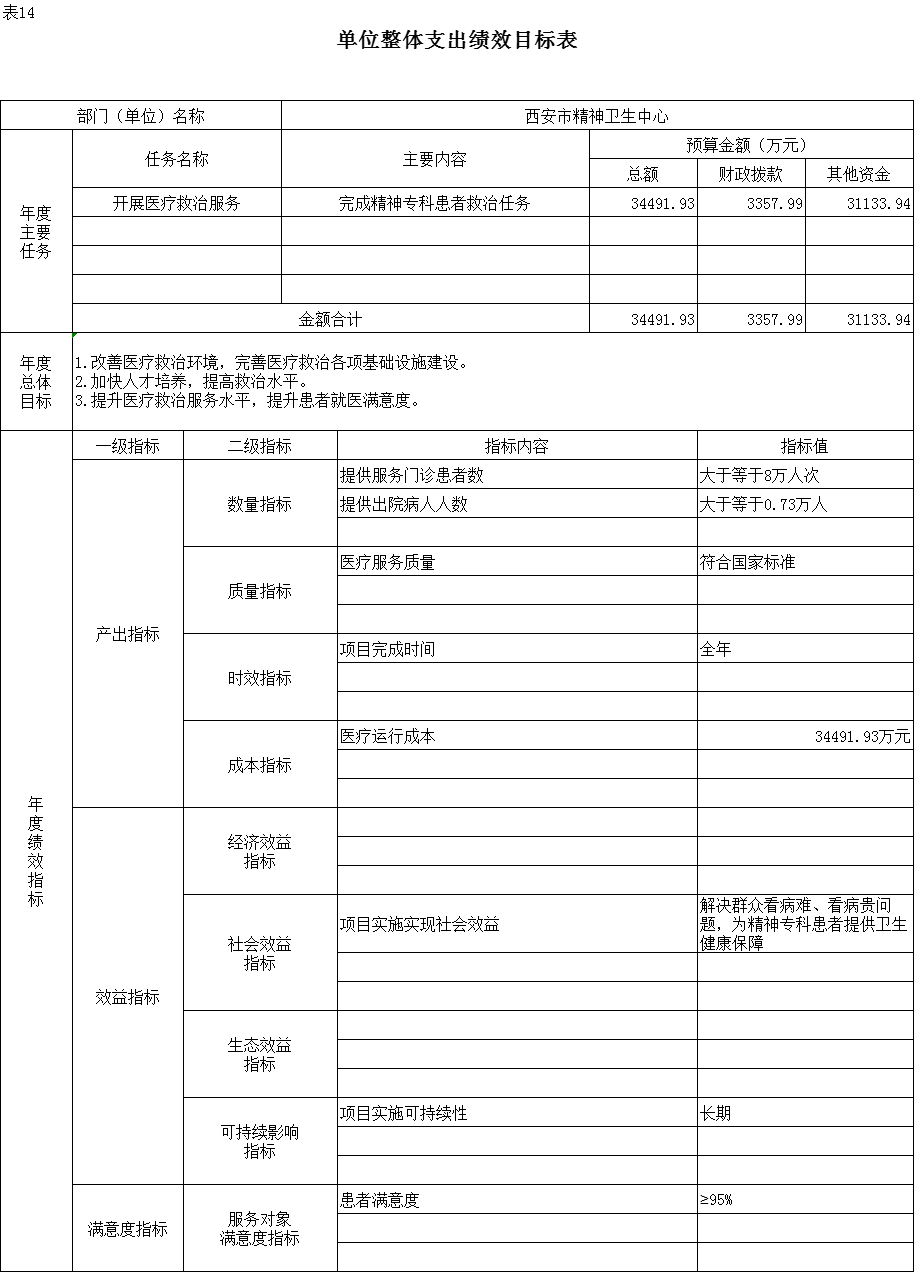 表14
单位整体支出绩效目标表
部门（单位）名称 西安市精神卫生中心
年度
主要
任务
任务名称 主要内容 预算金额（万元）
总额 财政拨款 其他资金
开展医疗救治服务 完成精神专科患者救治任务 34491.93 3357.99 31133.94
金额合计 34491.93 3357.99 31133.94
年度
总体
目标
1.改善医疗救治环境，完善医疗救治各项基础设施建设。
2.加快人才培养，提高救治水平。
3.提升医疗救治服务水平，提升患者就医满意度。
年
度
绩
效
指
标
一级指标 二级指标 指标内容 指标值
产出指标
数量指标
提供服务门诊患者数 大于等于8万人次
提供出院病人人数 大于等于0.73万人
质量指标
医疗服务质量 符合国家标准
时效指标
项目完成时间 全年
成本指标
医疗运行成本 34491.93万元
效益指标
经济效益
指标
社会效益
指标
项目实施实现社会效益
解决群众看病难、看病贵问
题，为精神专科患者提供卫生
健康保障
生态效益
指标
可持续影响
指标
项目实施可持续性 长期
满意度指标
服务对象
满意度指标
患者满意度 ≥95%